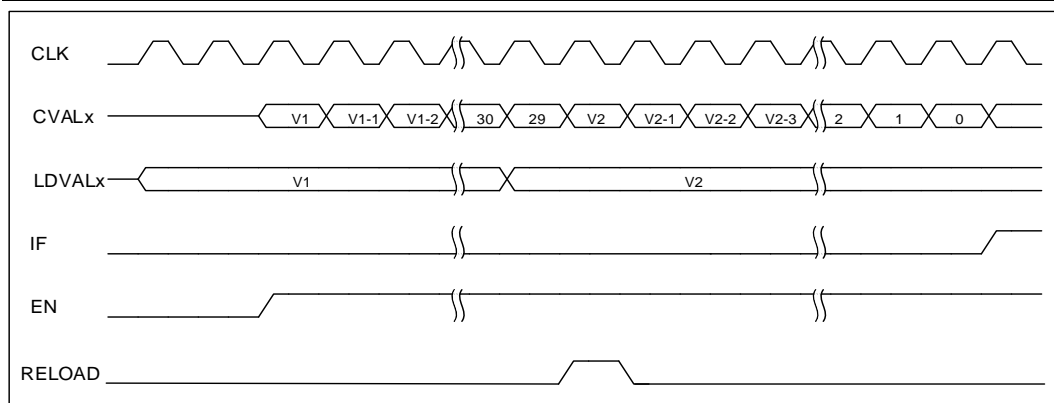 CLK
CVALx V1 V1-1 V1-2 30 29 V2 V2-1 V2-2 V2-3 2 1 0
LDVALx V1 V2
IF
EN
RELOAD